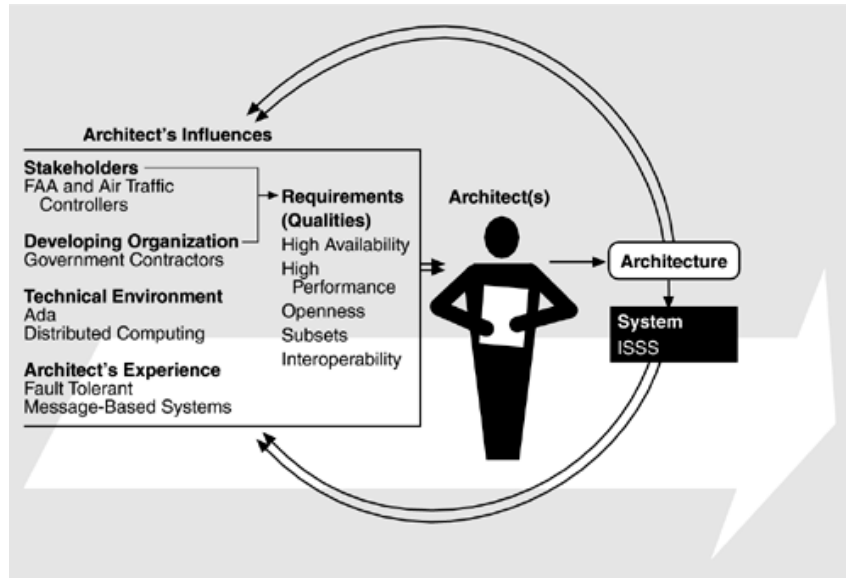 Architect's Influences
Stakeholders
FAA and Air Traffic
Controllers
Developing Organization
Government Contractors
Technical Environment
Ada
Distributed Computing
Architect's Experience
Fault Tolerant
Message-Based Systems
Requirements
(Qualities)
High Availability
High
Performance
Openness
Subsets
Interoperability
Architect(s)
Architecture
System
ISSS